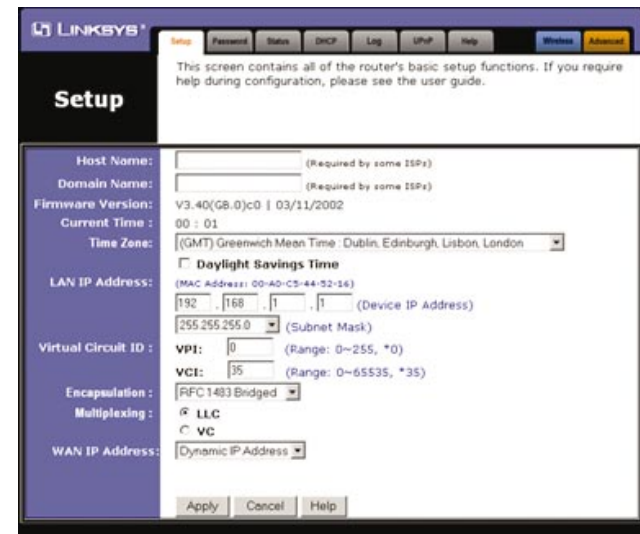 LINKSYS®
Setup Password Status DHCP Log UPnP Help Wireless Advanced
Setup
This screen contains all of the router's basic setup functions. If you require
help during configuration, please see the user guide.
Host Name: (Required by some ISPs)
Domain Name: (Required by some ISPs)
Firmware Version: V3.40(GB.0)c0 | 03/11/2002
Current Time : 00 : 01
Time Zone: (GMT) Greenwich Mean Time : Dublin, Edinburgh, Lisbon, London
Daylight Savings Time
LAN IP Address: (MAC Address: 00-A0-C5-44-52-16)
192 . 168 . 1 . 1 (Device IP Address)
255.255.255.0 (Subnet Mask)
Virtual Circuit ID : VPI: 0 (Range: 0~255, *0)
VCI: 35 (Range: 0~65535, *35)
Encapsulation : RFC 1483 Bridged
Multiplexing : LLC
VC
WAN IP Address: Dynamic IP Address
Apply Cancel Help